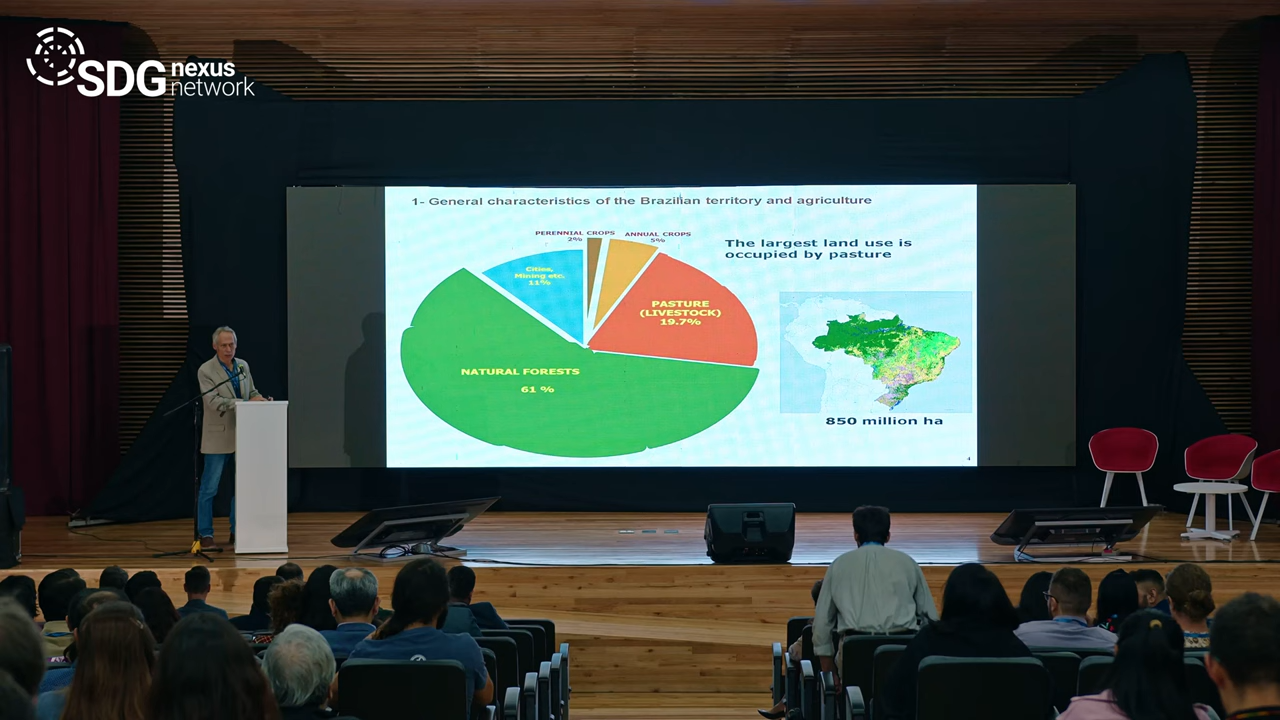 SDG nexus
network
1- General characteristics of the Brazilian territory and agriculture
PERENNIAL CROPS
2%
ANNUAL CROPS
5%
The largest land use is
occupied by pasture
Cities,
Mining etc.
11%
PASTURE
(LIVESTOCK)
19.7%
NATURAL FORESTS
61 %
850 million ha
4